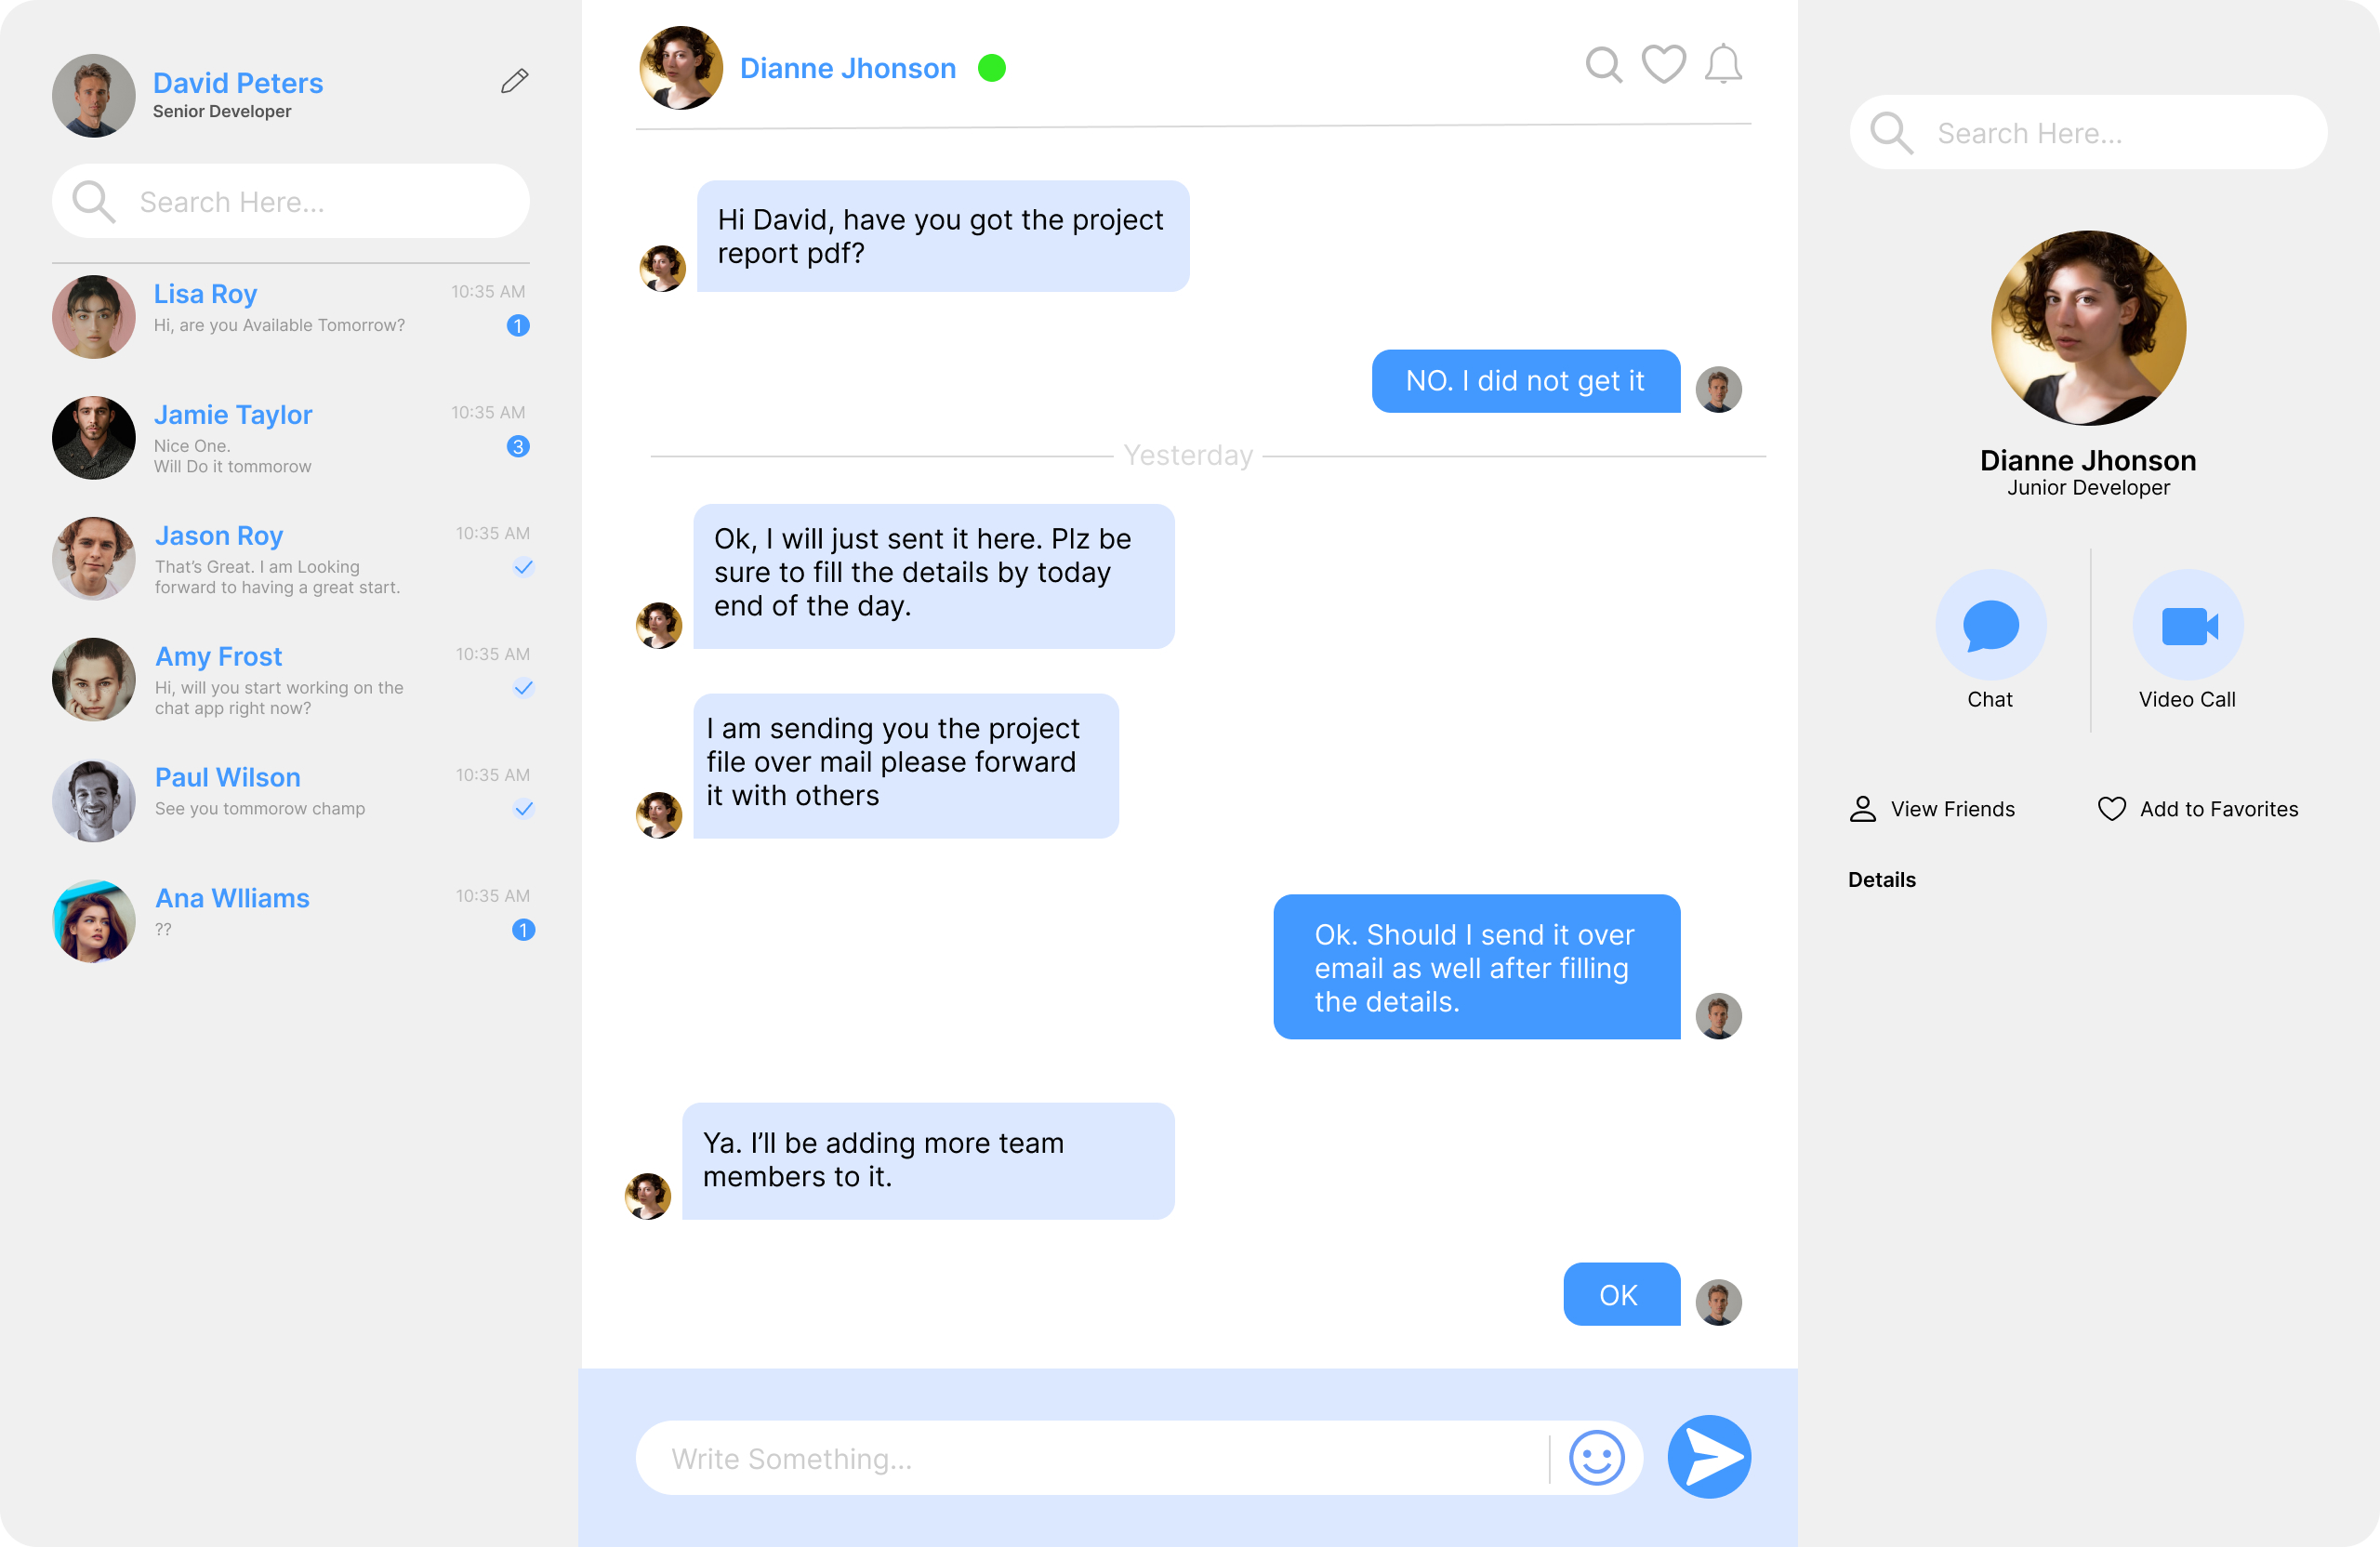 David Peters
Senior Developer
Search Here...
Lisa Roy
10:35 AM
Hi, are you Available Tomorrow?
1
Jamie Taylor
10:35 AM
Nice One.
3
Will Do it tommorow
Jason Roy
10:35 AM
That’s Great. I am Looking
forward to having a great start.
Amy Frost
10:35 AM
Hi, will you start working on the
chat app right now?
Paul Wilson
10:35 AM
See you tommorow champ
Ana Wlliams
10:35 AM
??
1
Dianne Jhonson
Hi David, have you got the project
report pdf?
NO. I did not get it
Yesterday
Ok, I will just sent it here. Plz be
sure to fill the details by today
end of the day.
I am sending you the project
file over mail please forward
it with others
Ok. Should I send it over
email as well after filling
the details.
Ya. I’ll be adding more team
members to it.
OK
Write Something...
Search Here...
Dianne Jhonson
Junior Developer
Chat
Video Call
View Friends
Add to Favorites
Details